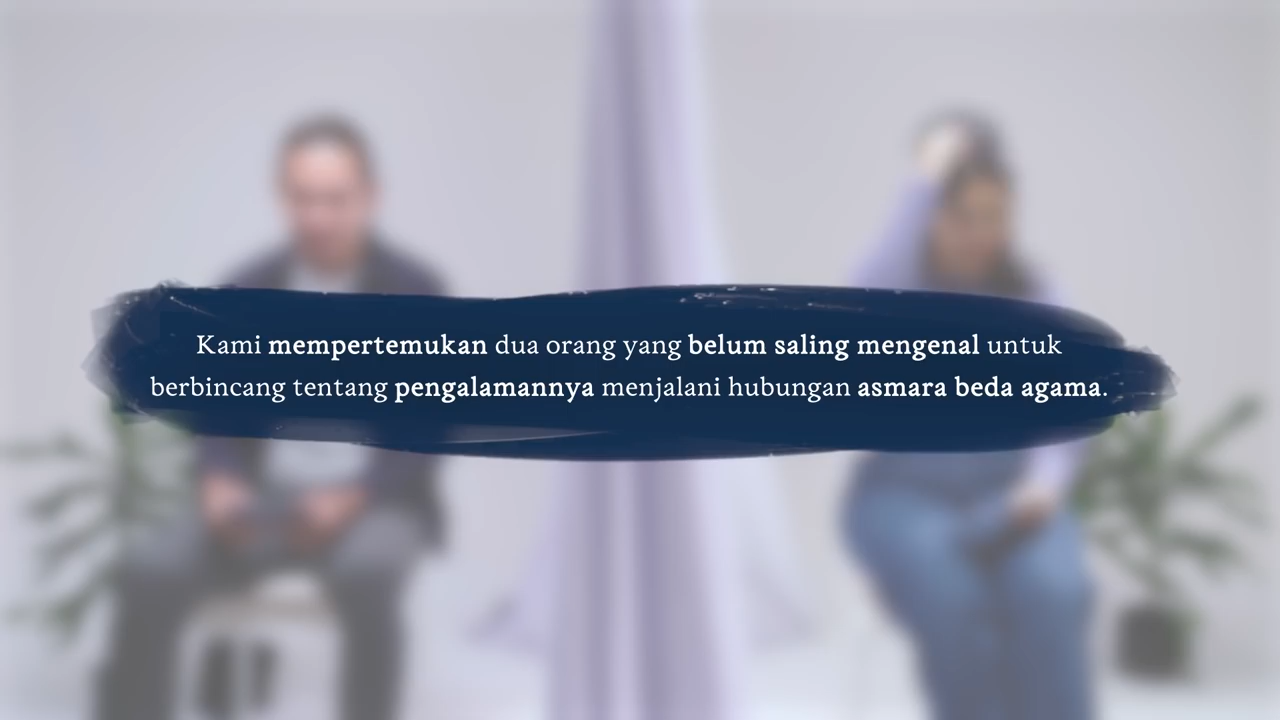 Kami mempertemukan dua orang yang belum saling mengenal untuk
berbincang tentang pengalamannya menjalani hubungan asmara beda agama.